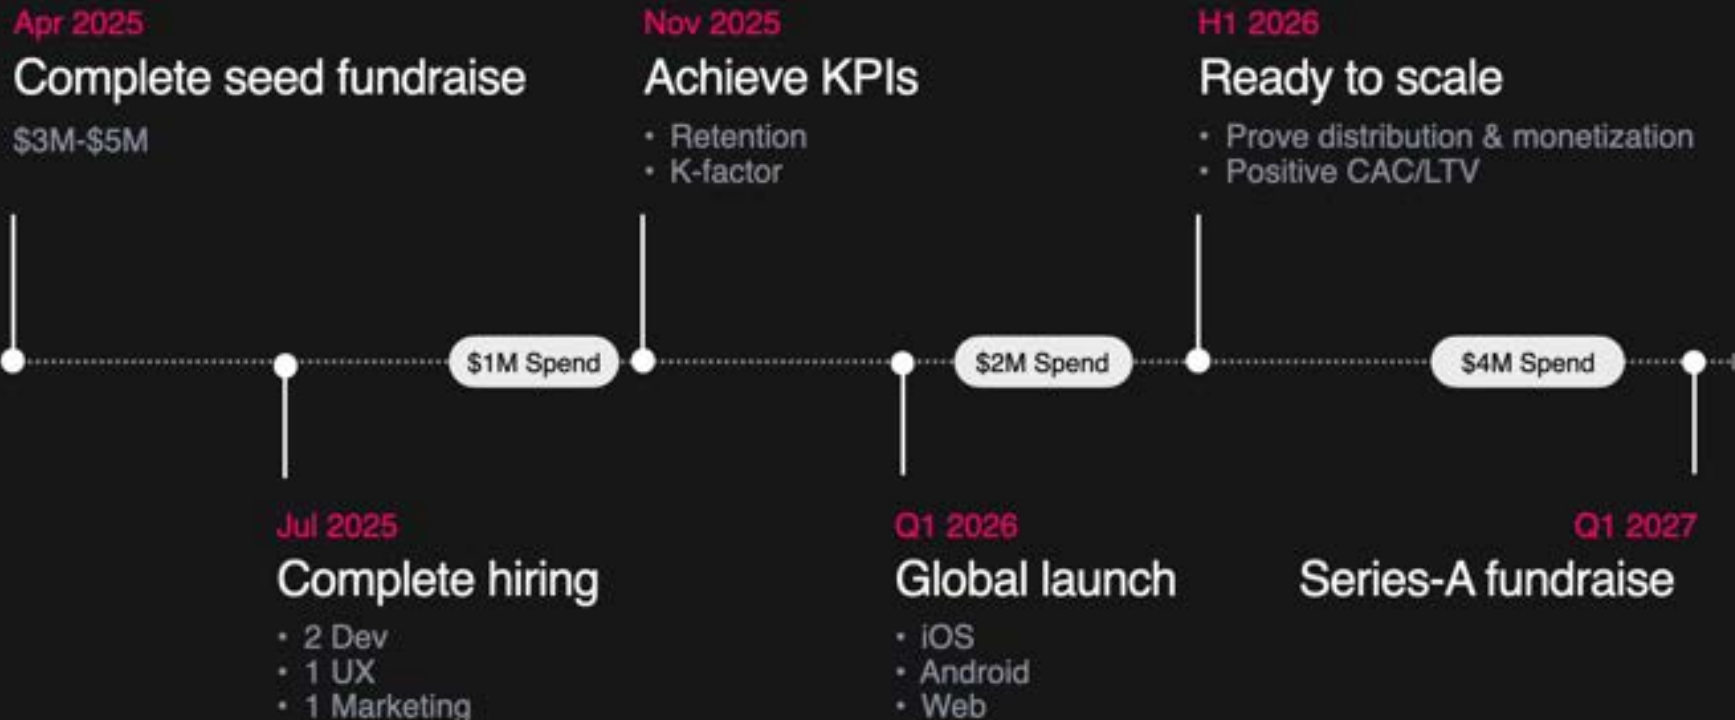 Apr 2025
Complete seed fundraise
$3M-$5M
Nov 2025
Achieve KPIs
• Retention
• K-factor
H1 2026
Ready to scale
• Prove distribution & monetization
• Positive CAC/LTV
$1M Spend
$2M Spend
$4M Spend
Jul 2025
Complete hiring
• 2 Dev
• 1 UX
• 1 Marketing
Q1 2026
Global launch
• iOS
• Android
• Web
Q1 2027
Series-A fundraise